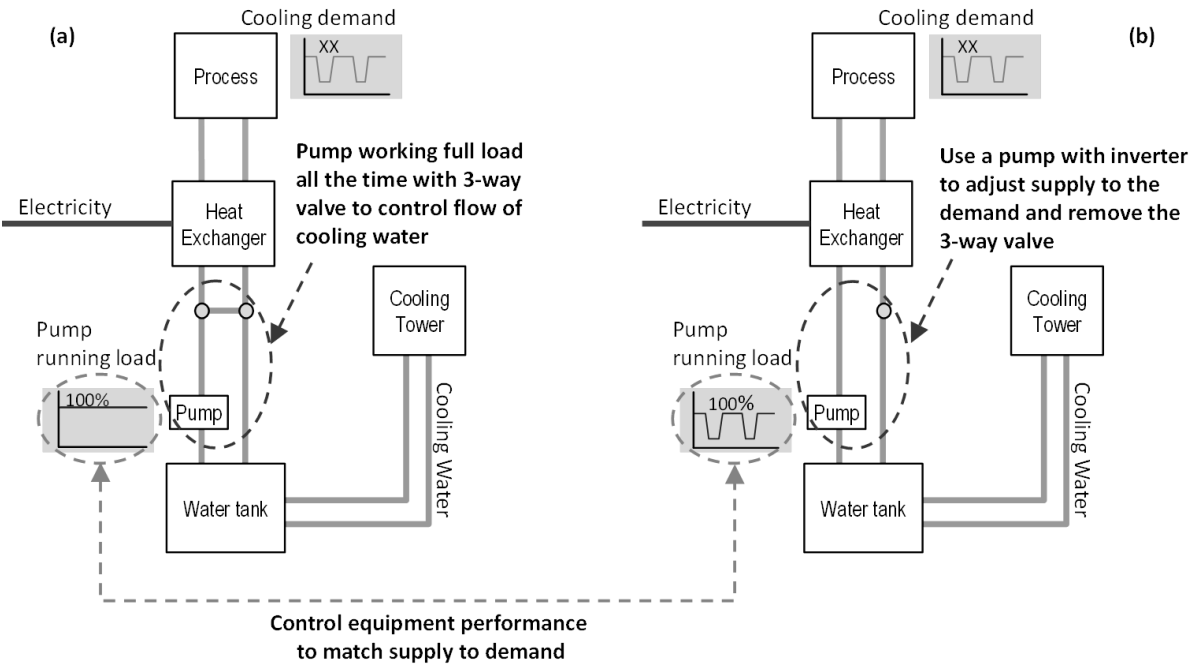 (a)
Cooling demand
XX
Process
Pump working full load
all the time with 3-way
valve to control flow of
cooling water
Electricity
Heat
Exchanger
Cooling
Tower
Pump
running load
100%
Pump
Cooling Water
Water tank
(b)
Cooling demand
XX
Process
Use a pump with inverter
to adjust supply to the
demand and remove the
3-way valve
Electricity
Heat
Exchanger
Cooling
Tower
Pump
running load
100%
Pump
Cooling Water
Water tank
Control equipment performance
to match supply to demand